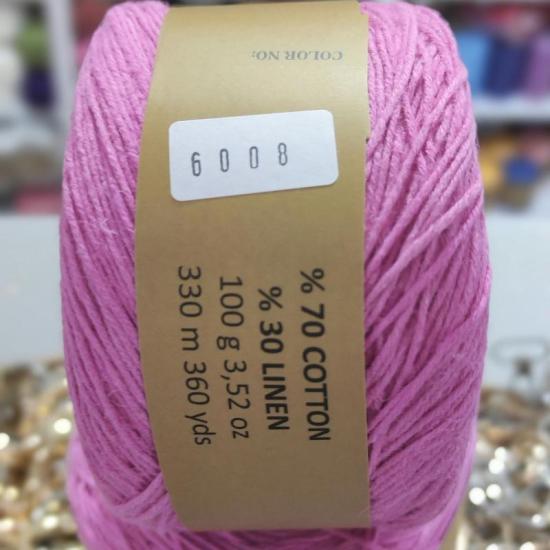 COLOR NO:
6008
% 70 COTTON
% 30 LINEN
100 g 3,52 oz
330 m 360 yds